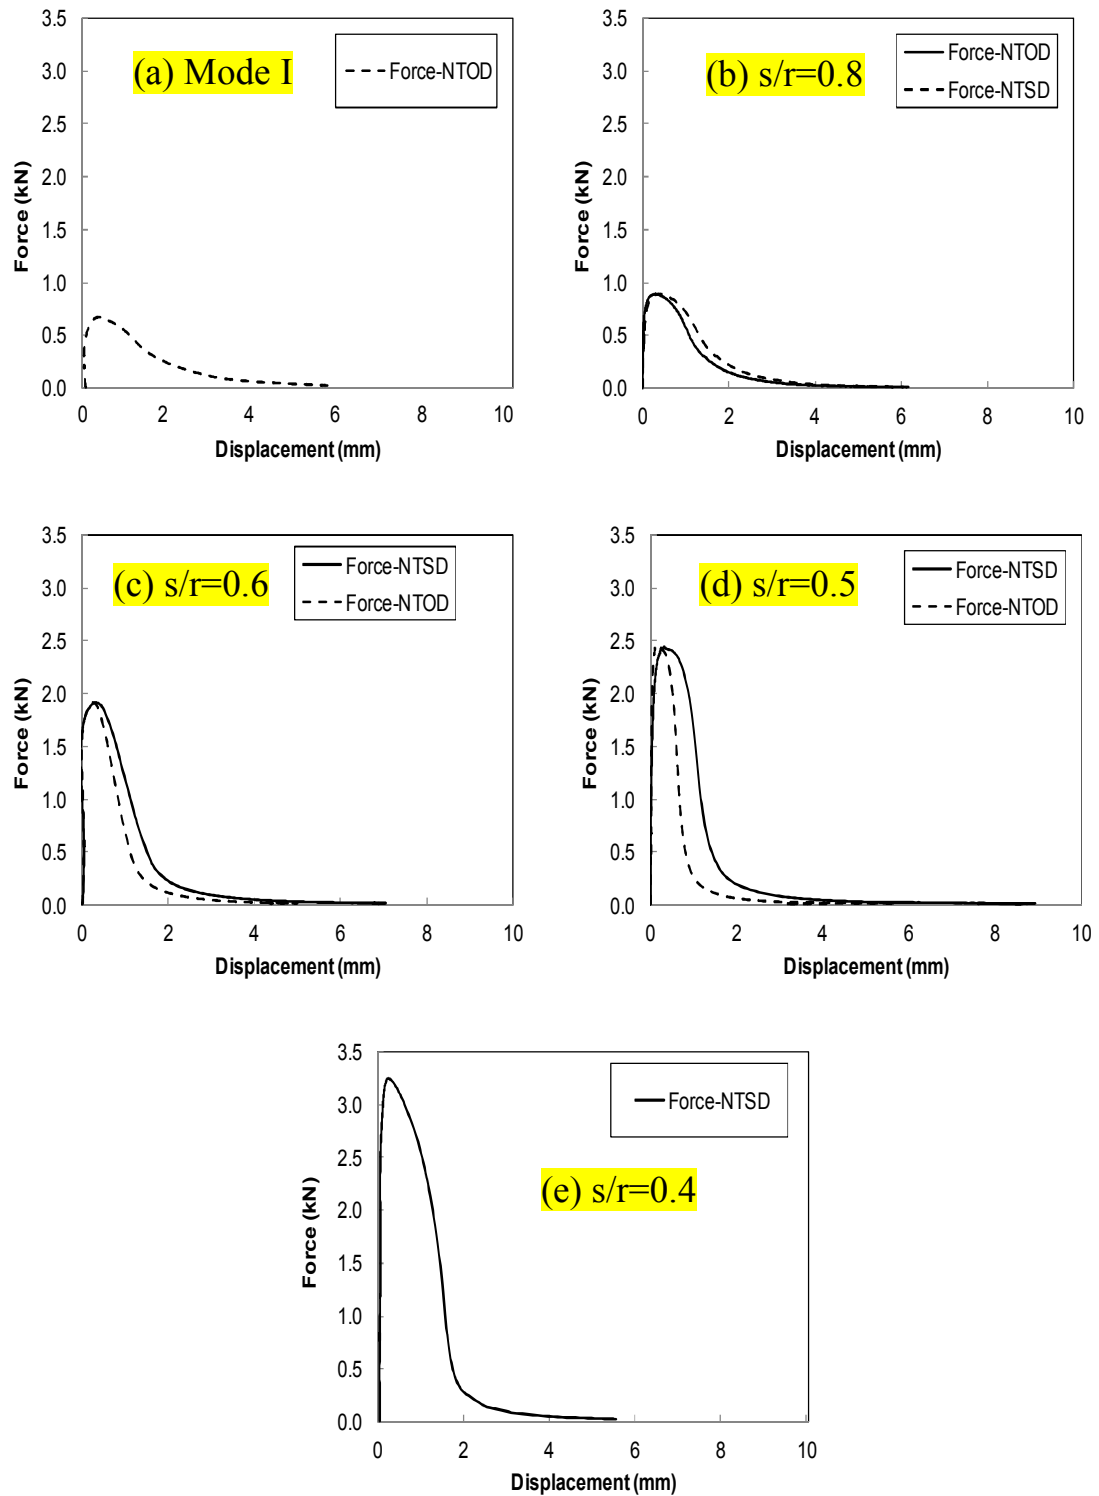 3.5
3.0
2.5
2.0
1.5
1.0
0.5
0.0
Force (kN)
(a) Mode I
Force-NTOD
0 2 4 6 8 10
Displacement (mm)
3.5
3.0
2.5
2.0
1.5
1.0
0.5
0.0
Force (kN)
(b) s/r=0.8
Force-NTOD
Force-NTSD
0 2 4 6 8 10
Displacement (mm)
3.5
3.0
2.5
2.0
1.5
1.0
0.5
0.0
Force (kN)
(c) s/r=0.6
Force-NTSD
Force-NTOD
0 2 4 6 8 10
Displacement (mm)
3.5
3.0
2.5
2.0
1.5
1.0
0.5
0.0
Force (kN)
(d) s/r=0.5
Force-NTSD
Force-NTOD
0 2 4 6 8 10
Displacement (mm)
3.5
3.0
2.5
2.0
1.5
1.0
0.5
0.0
Force (kN)
Force-NTSD
(e) s/r=0.4
0 2 4 6 8 10
Displacement (mm)